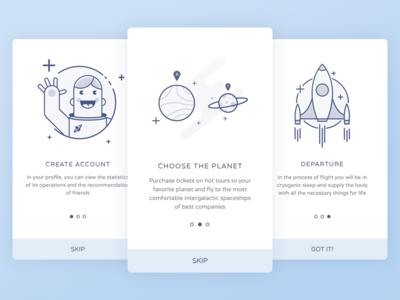 CREATE ACCOUNT
In your profile, you can view the statistics
of its operations and the recommendation
of friends
SKIP
CHOOSE THE PLANET
Purchase tickets on hot tours to your
favorite planet and fly to the most
comfortable intergalactic spaceships
of best companies
SKIP
DEPARTURE
In the process of flight you will be in
cryogenic sleep and supply the body
with all the necessary things for life
GOT IT!